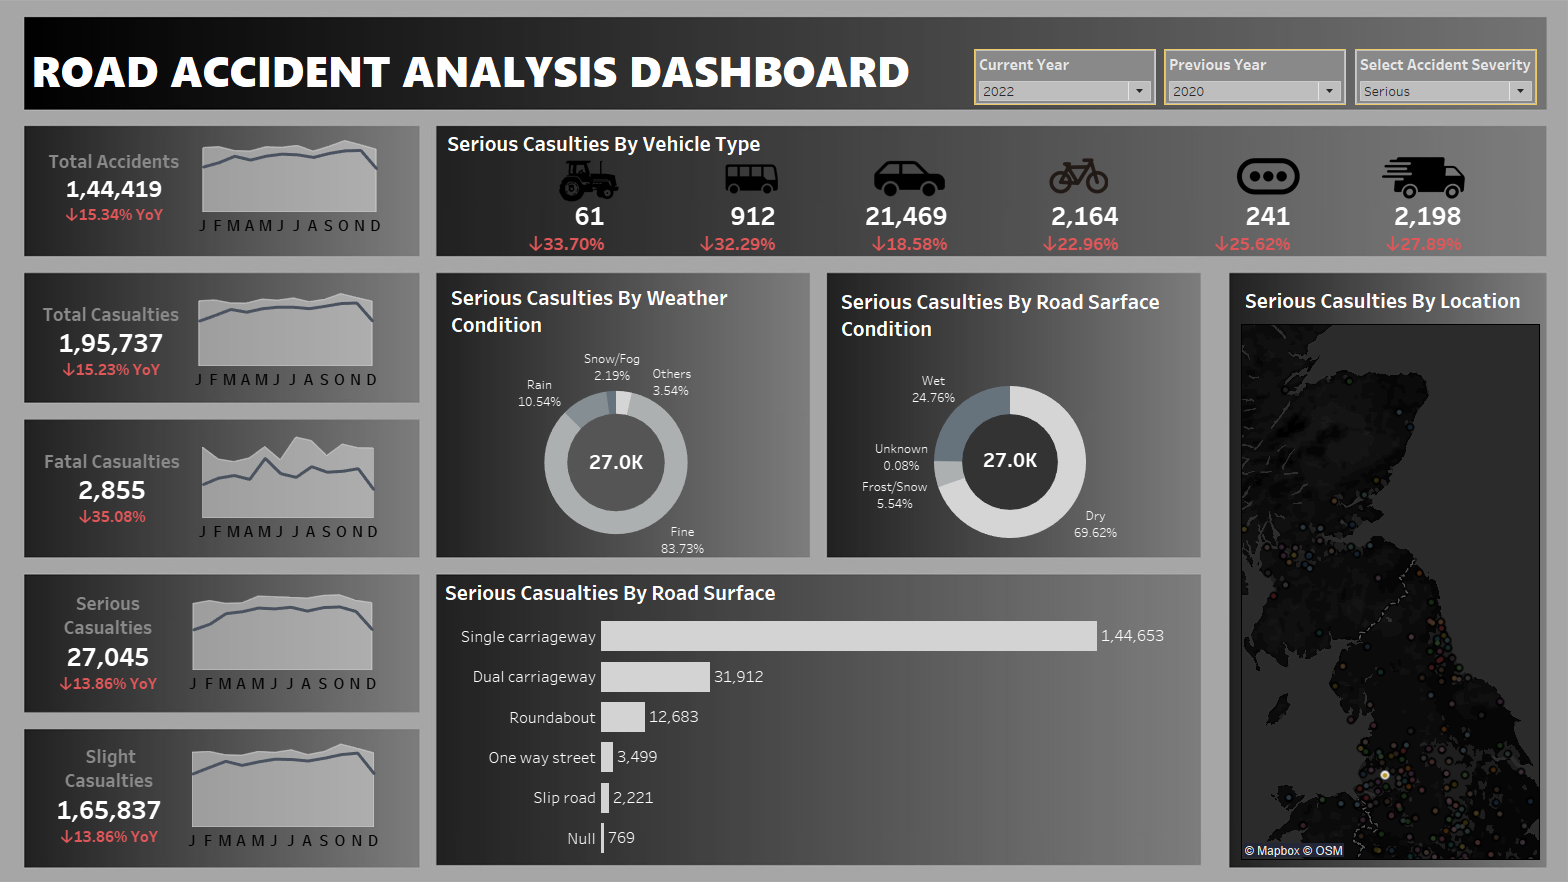 ROAD ACCIDENT ANALYSIS DASHBOARD
Current Year
2022
Previous Year
2020
Select Accident Severity
Serious
Total Accidents
1,44,419
↓15.34% YoY
J F M A M J J A S O N D
Total Casualties
1,95,737
↓15.23% YoY
J F M A M J J A S O N D
Fatal Casualties
2,855
↓35.08%
J F M A M J J A S O N D
Serious
Casualties
27,045
↓13.86% YoY
J F M A M J J A S O N D
Slight
Casualties
1,65,837
↓13.86% YoY
J F M A M J J A S O N D
Serious Casulties By Vehicle Type
61
↓33.70%
912
↓32.29%
21,469
↓18.58%
2,164
↓22.96%
241
↓25.62%
2,198
↓27.89%
Serious Casulties By Weather
Condition
Snow/Fog
2.19%
Others
3.54%
Rain
10.54%
27.0K
Fine
83.73%
Serious Casulties By Road Sarface
Condition
Wet
24.76%
Unknown
0.08%
Frost/Snow
5.54%
27.0K
Dry
69.62%
Serious Casulties By Location
© Mapbox © OSM
Serious Casualties By Road Surface
Single carriageway 1,44,653
Dual carriageway 31,912
Roundabout 12,683
One way street 3,499
Slip road 2,221
Null 769